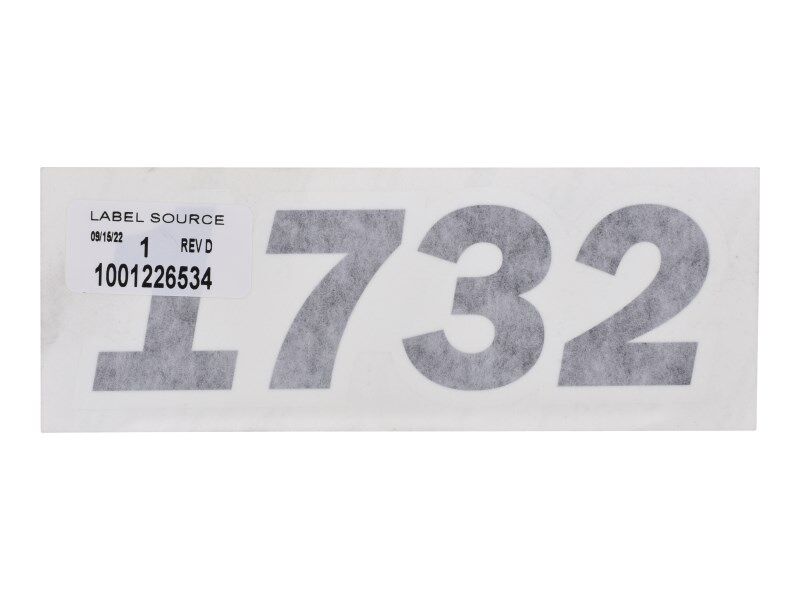 LABEL SOURCE
09/15/22 1 REV D
1001226534
1732